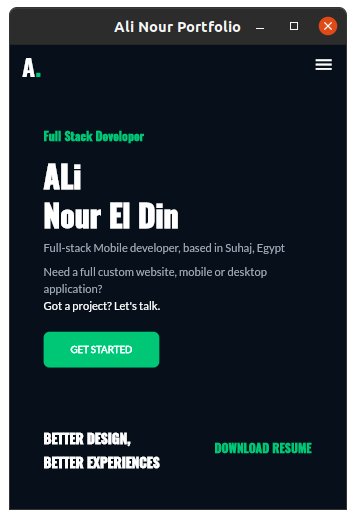 Ali Nour Portfolio
A.
Full Stack Developer
ALi
Nour El Din
Full-stack Mobile developer, based in Suhaj, Egypt
Need a full custom website, mobile or desktop
application?
Got a project? Let's talk.
GET STARTED
BETTER DESIGN,
BETTER EXPERIENCES
DOWNLOAD RESUME